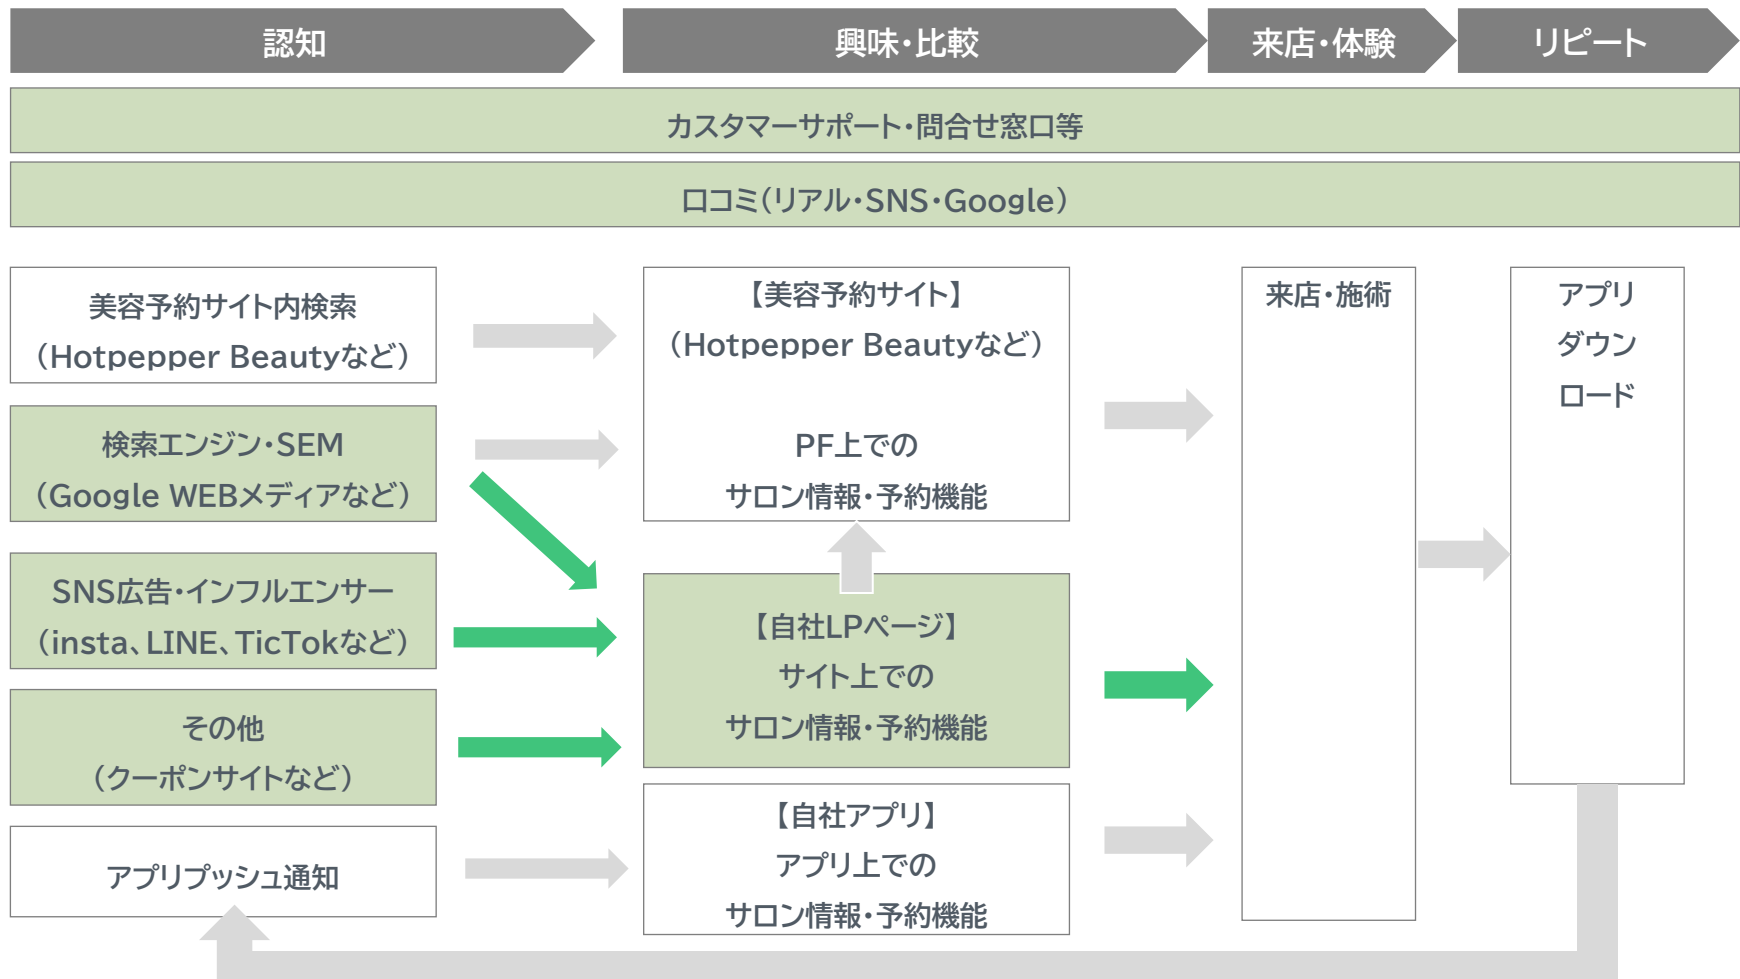 認知
興味・比較
来店・体験
リピート
カスタマーサポート・問合せ窓口等
口コミ（リアル・SNS・Google）
美容予約サイト内検索
（Hotpepper Beautyなど）
検索エンジン・SEM
（Google WEBメディアなど）
SNS広告・インフルエンサー
（insta、LINE、TicTokなど）
その他
（クーポンサイトなど）
アプリプッシュ通知
【美容予約サイト】
（Hotpepper Beautyなど）
PF上での
サロン情報・予約機能
【自社LPページ】
サイト上での
サロン情報・予約機能
【自社アプリ】
アプリ上での
サロン情報・予約機能
来店・施術
アプリ
ダウン
ロード